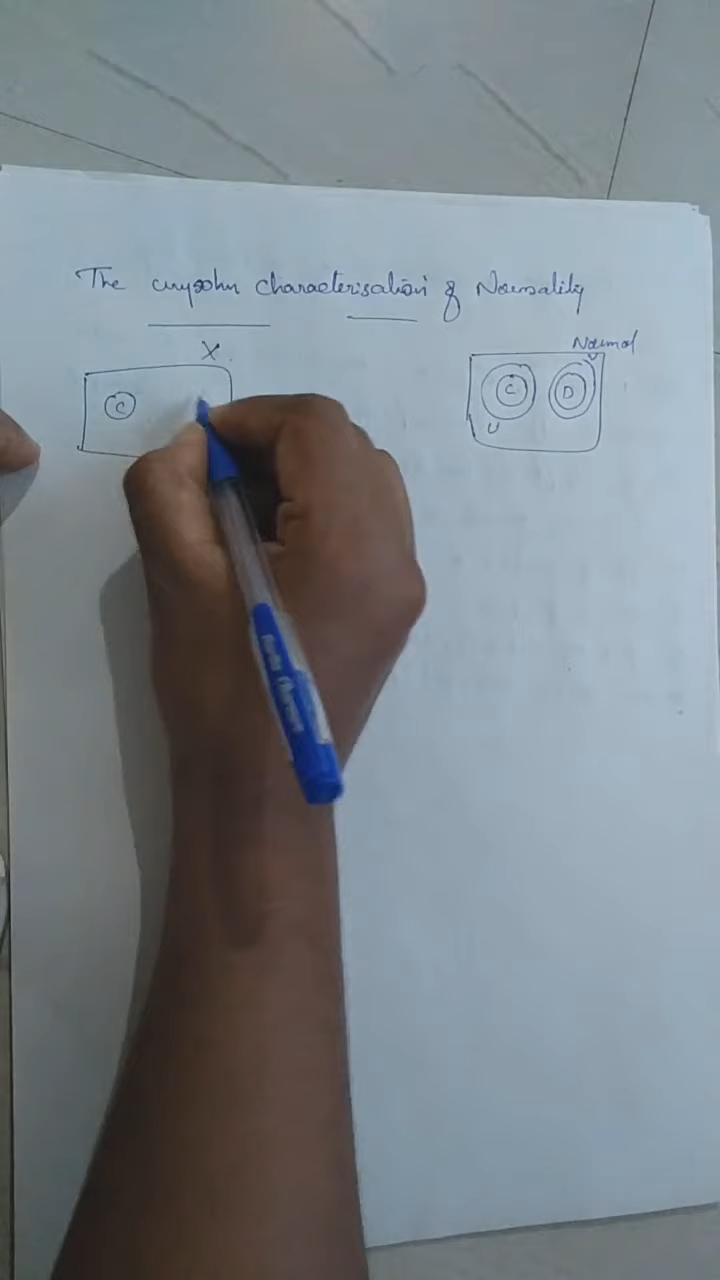 The urysohn characterisation of Normality
X.
Normal
C
C D
U V